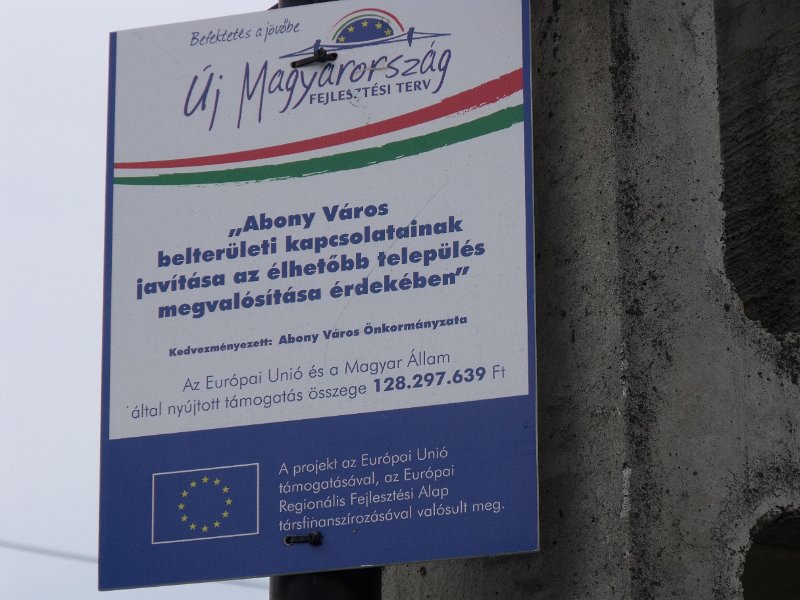 Befektetés a jövőbe
Új Magyarország
FEJLESZTÉSI TERV
„Abony Város
belterületi kapcsolatainak
javítása az élhetőbb település
megvalósítása érdekében”
Kedvezményezett: Abony Város Önkormányzata
Az Európai Unió és a Magyar Állam
által nyújtott támogatás összege 128.297.639 Ft
A projekt az Európai Unió
támogatásával, az Európai
Regionális Fejlesztési Alap
társfinanszírozásával valósult meg.